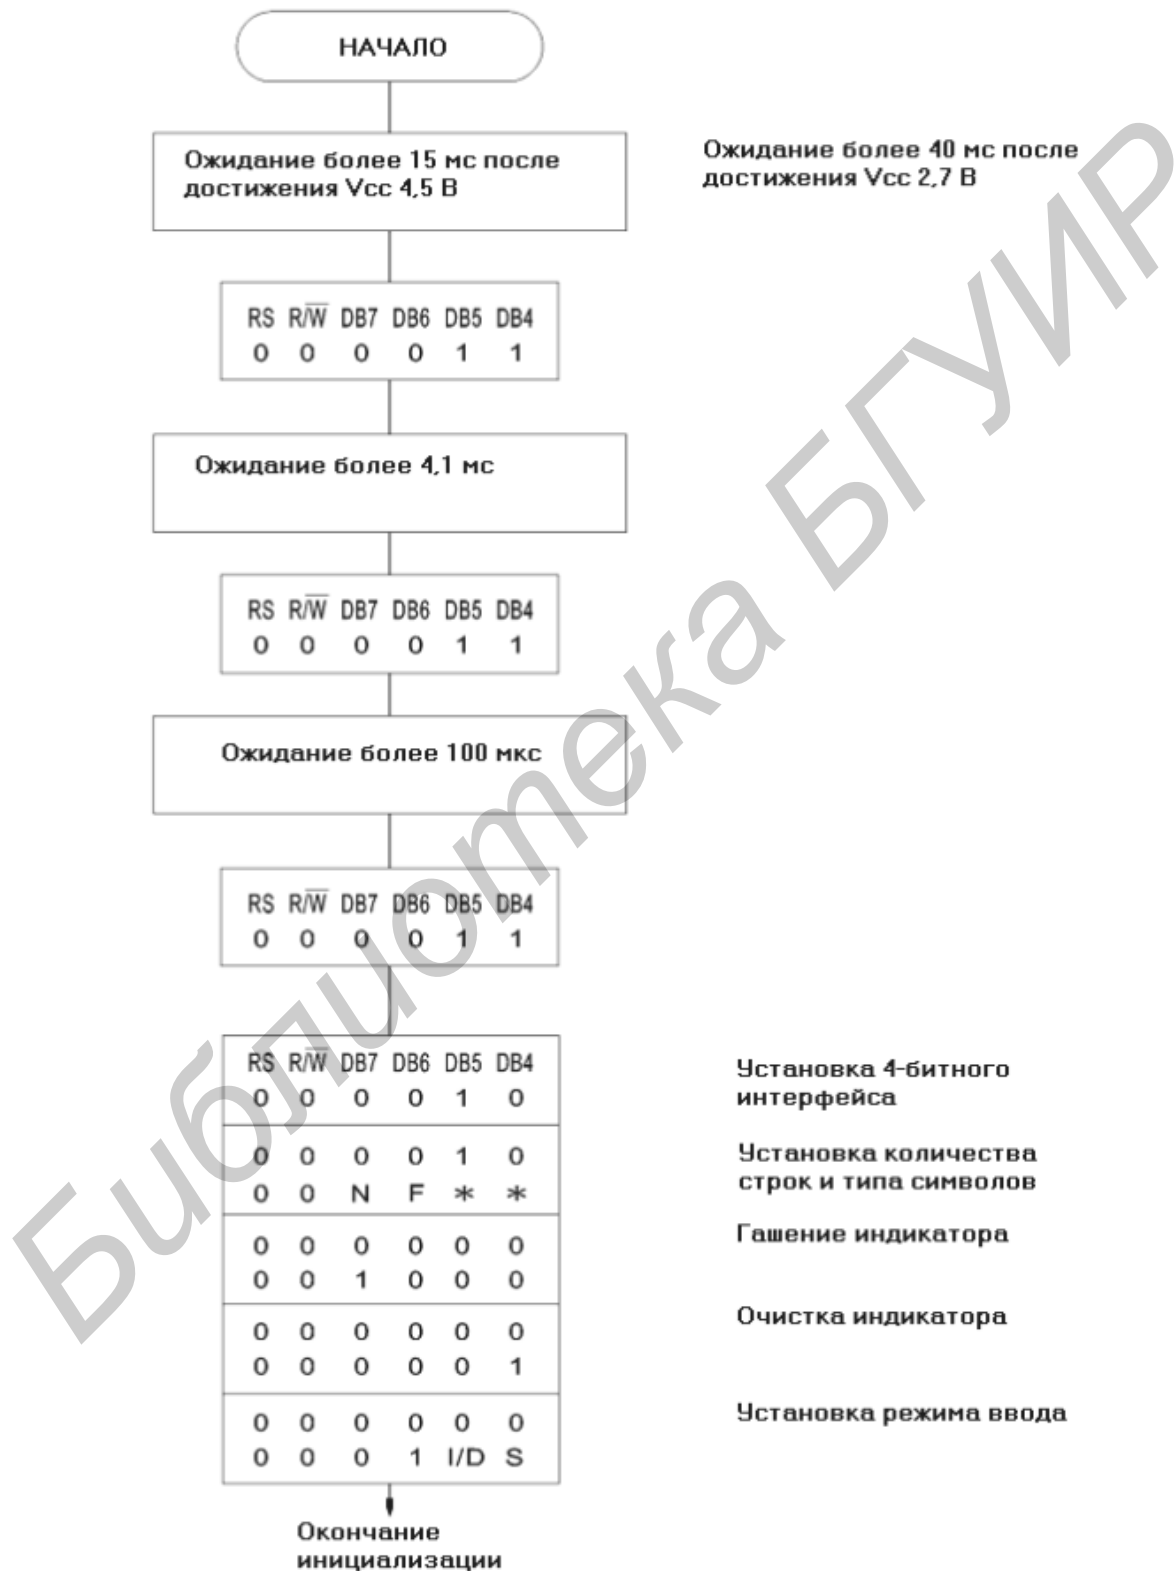 НАЧАЛО
Ожидание более 15 мс после
достижения Vcc 4,5 В
Ожидание более 40 мс после
достижения Vcc 2,7 В
RS R/W̅ DB7 DB6 DB5 DB4
0 0 0 0 1 1
Ожидание более 4,1 мс
RS R/W̅ DB7 DB6 DB5 DB4
0 0 0 0 1 1
Ожидание более 100 мкс
RS R/W̅ DB7 DB6 DB5 DB4
0 0 0 0 1 1
RS R/W̅ DB7 DB6 DB5 DB4
0 0 0 0 1 0
Установка 4-битного
интерфейса
0 0 0 0 1 0
0 0 N F * *
Установка количества
строк и типа символов
0 0 0 0 0 0
0 0 1 0 0 0
Гашение индикатора
0 0 0 0 0 0
0 0 0 0 0 1
Очистка индикатора
0 0 0 0 0 0
0 0 0 1 I/D S
Установка режима ввода
Окончание
инициализации
Библиотека БГУИР